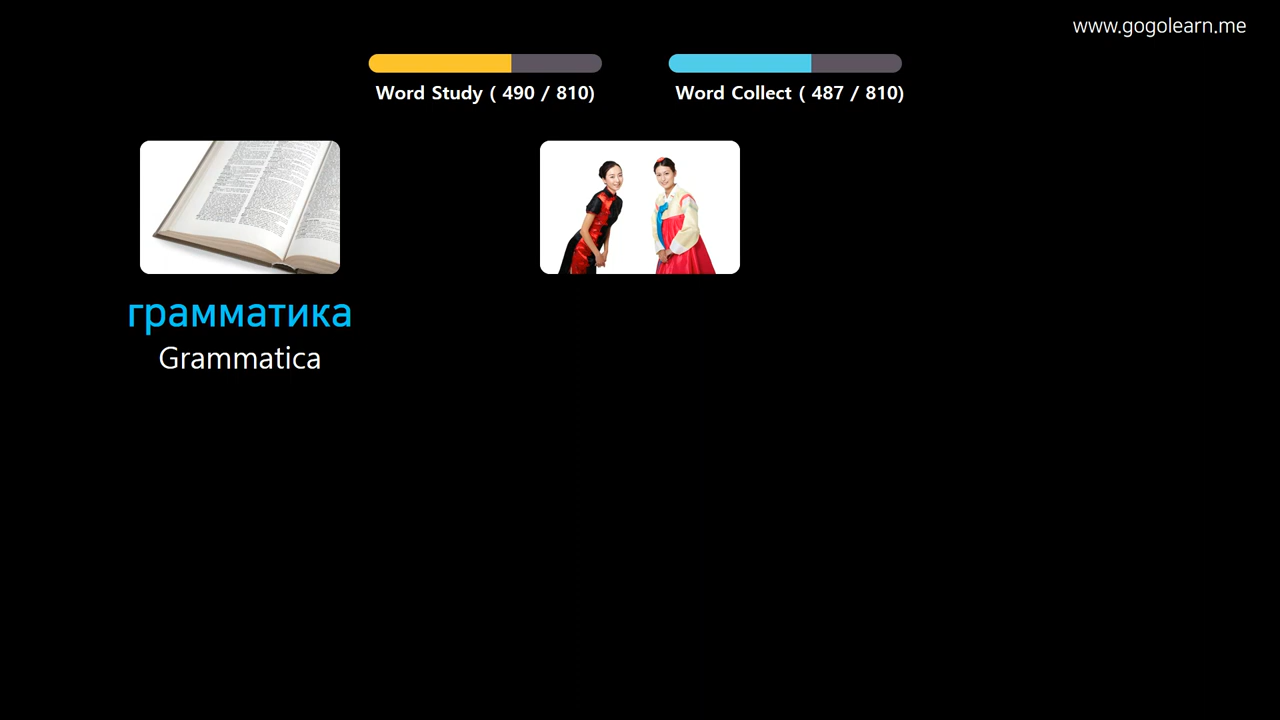 www.gogolearn.me
Word Study ( 490 / 810)
Word Collect ( 487 / 810)
грамматика
Grammatica